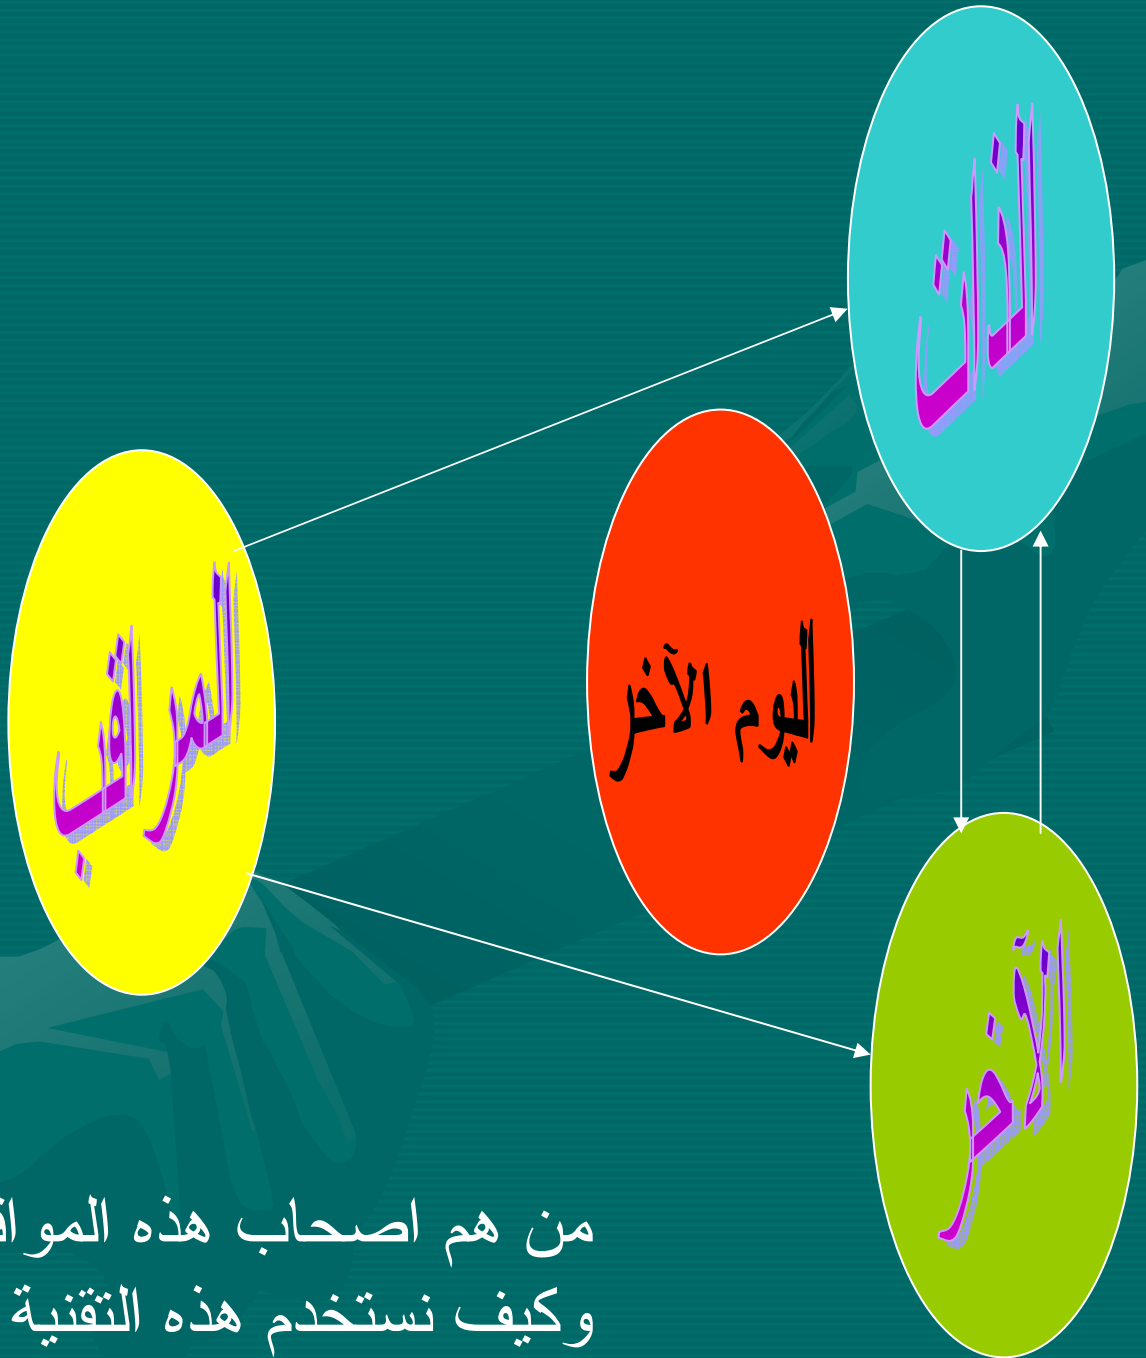 الذات
المراقب
اليوم الآخر
الآخر
من هم اصحاب هذه
وكيف نستخدم هذه التقنية